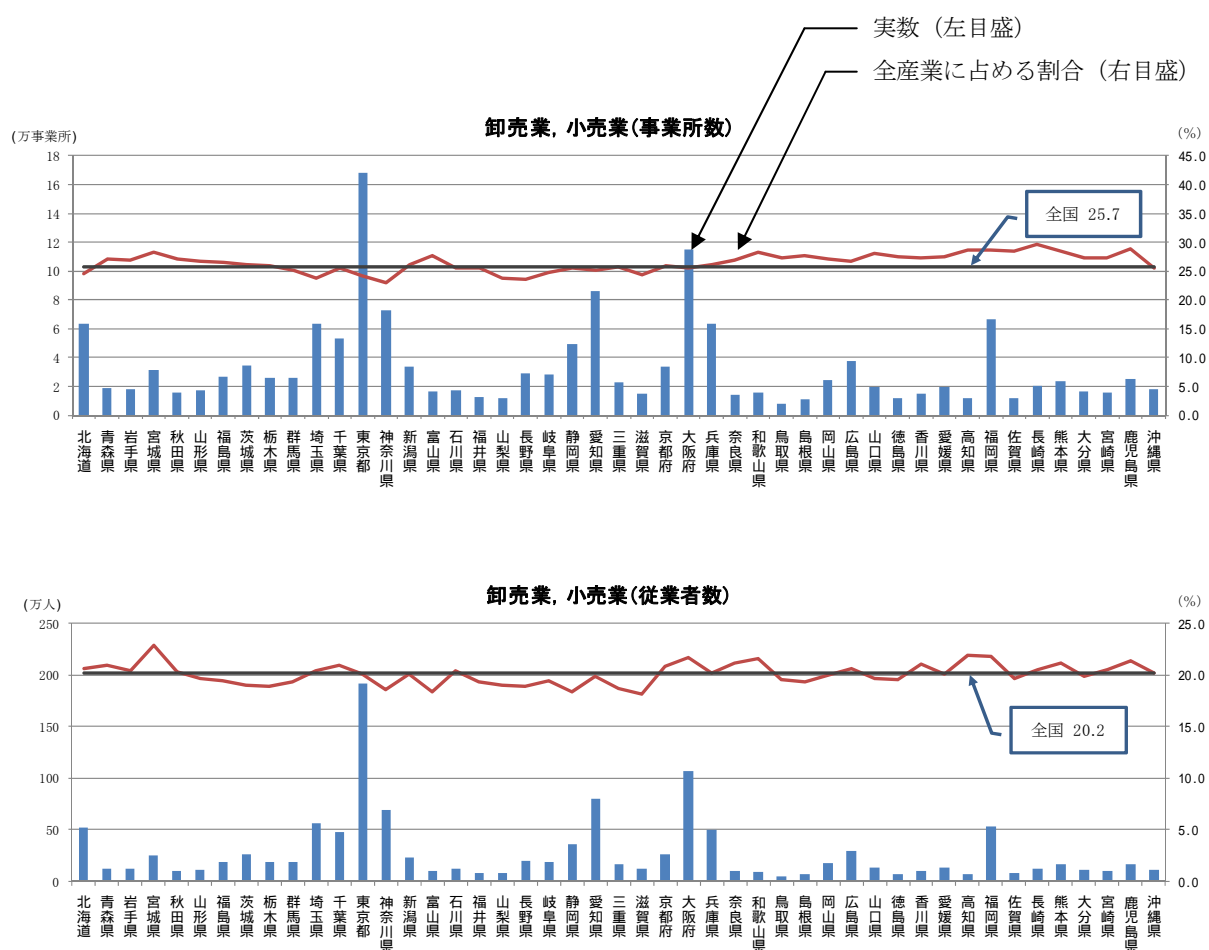 実数（左目盛）
全産業に占める割合（右目盛）
卸売業，小売業（事業所数）
(万事業所)
(%)
18
16
14
12
10
8
6
4
2
0
45.0
40.0
35.0
30.0
25.0
20.0
15.0
10.0
5.0
0.0
全国 25.7
北海道
青森県
岩手県
宮城県
秋田県
山形県
福島県
茨城県
栃木県
群馬県
埼玉県
千葉県
東京都
神奈川県
新潟県
富山県
石川県
福井県
山梨県
長野県
岐阜県
静岡県
愛知県
三重県
滋賀県
京都府
大阪府
兵庫県
奈良県
和歌山県
鳥取県
島根県
岡山県
広島県
山口県
徳島県
香川県
愛媛県
高知県
福岡県
佐賀県
長崎県
熊本県
大分県
宮崎県
鹿児島県
沖縄県
卸売業，小売業（従業者数）
(万人)
(%)
250
200
150
100
50
0
25.0
20.0
15.0
10.0
5.0
0.0
全国 20.2
北海道
青森県
岩手県
宮城県
秋田県
山形県
福島県
茨城県
栃木県
群馬県
埼玉県
千葉県
東京都
神奈川県
新潟県
富山県
石川県
福井県
山梨県
長野県
岐阜県
静岡県
愛知県
三重県
滋賀県
京都府
大阪府
兵庫県
奈良県
和歌山県
鳥取県
島根県
岡山県
広島県
山口県
徳島県
香川県
愛媛県
高知県
福岡県
佐賀県
長崎県
熊本県
大分県
宮崎県
鹿児島県
沖縄県